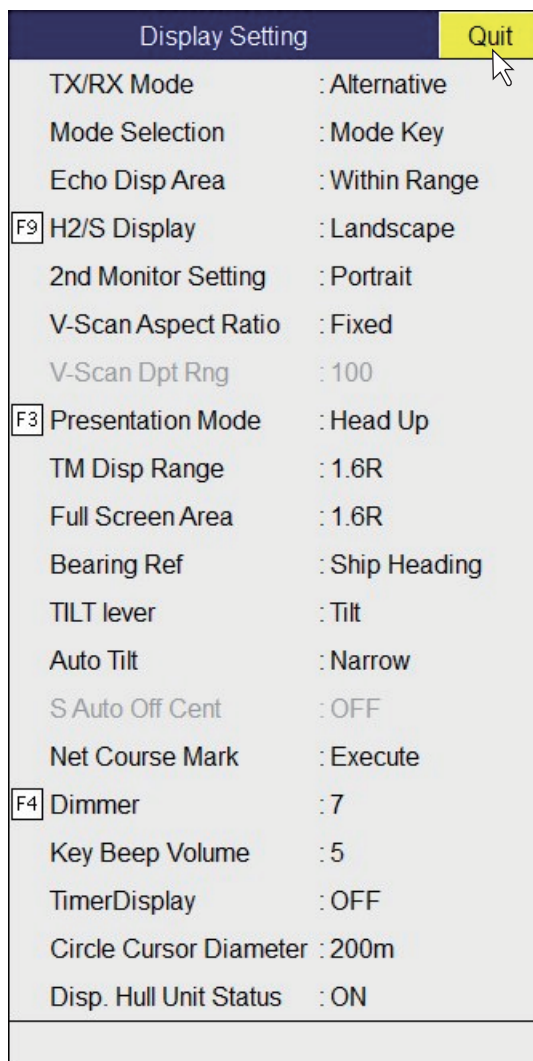 Display Setting Quit
TX/RX Mode : Alternative
Mode Selection : Mode Key
Echo Disp Area : Within Range
F9 H2/S Display : Landscape
2nd Monitor Setting : Portrait
V-Scan Aspect Ratio : Fixed
V-Scan Dpt Rng : 100
F3 Presentation Mode : Head Up
TM Disp Range : 1.6R
Full Screen Area : 1.6R
Bearing Ref : Ship Heading
TILT lever : Tilt
Auto Tilt : Narrow
S Auto Off Cent : OFF
Net Course Mark : Execute
F4 Dimmer : 7
Key Beep Volume : 5
TimerDisplay : OFF
Circle Cursor Diameter : 200m
Disp. Hull Unit Status : ON